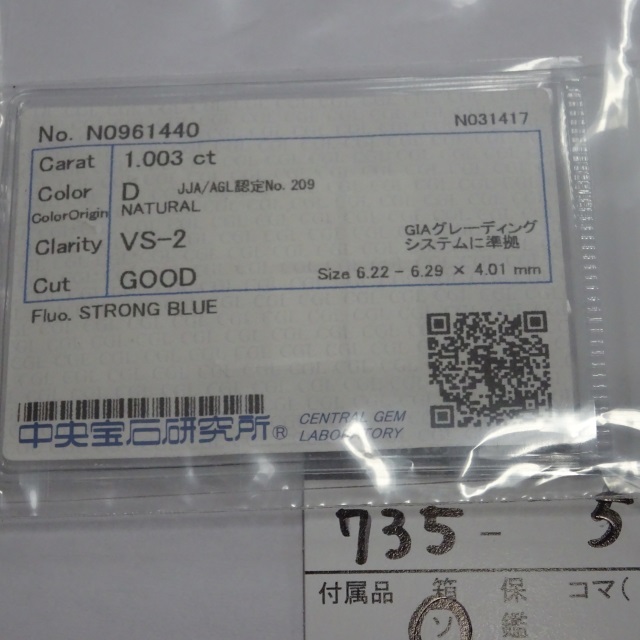 No. N0961440 N031417
Carat 1.003 ct
Color D JJA/AGL認定No. 209
ColorOrigin NATURAL
Clarity VS-2 GIAグレーディング
システムに準拠
Cut GOOD Size 6.22 - 6.29 × 4.01 mm
Fluo. STRONG BLUE
中央宝石研究所® CENTRAL GEM
LABORATORY
735 - 5
付属品 箱 保 コマ(
ソ 鑑